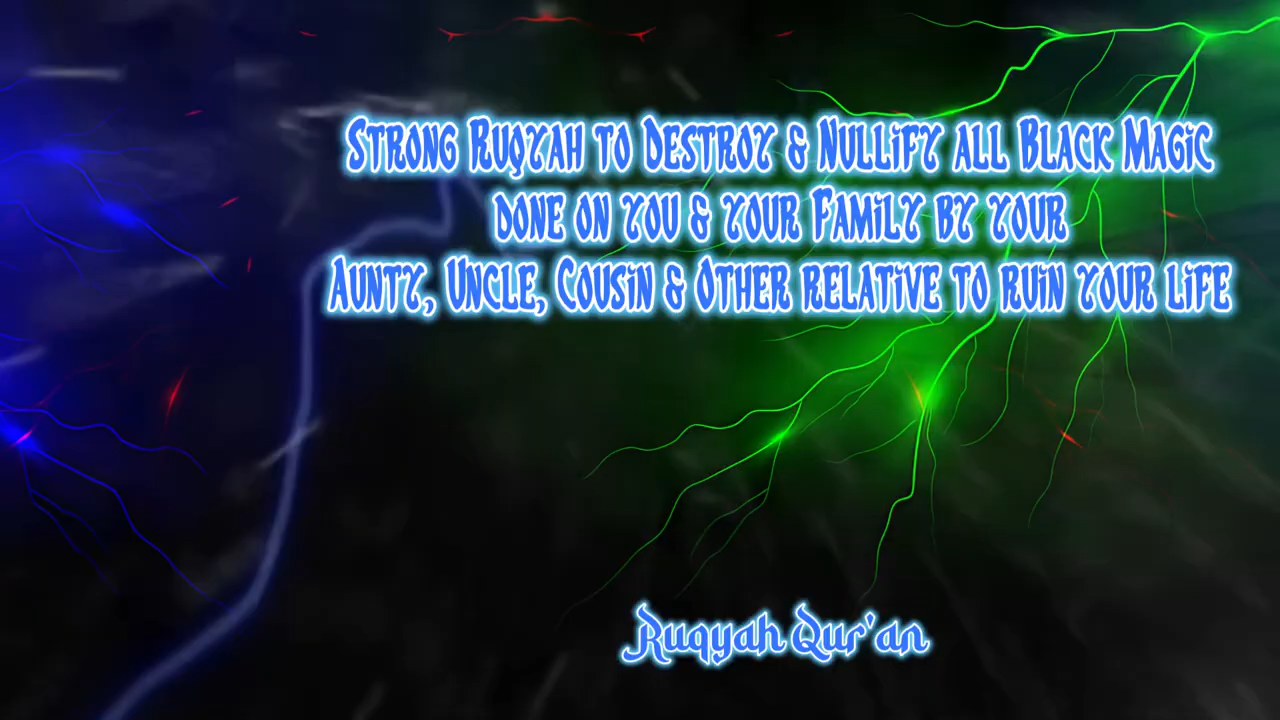 Strong Ruqyah to Destroy & Nullify all Black Magic
done on you & your Family by your
Aunty, Uncle, Cousin & Other relative to ruin your life
Ruqyah Qur'an